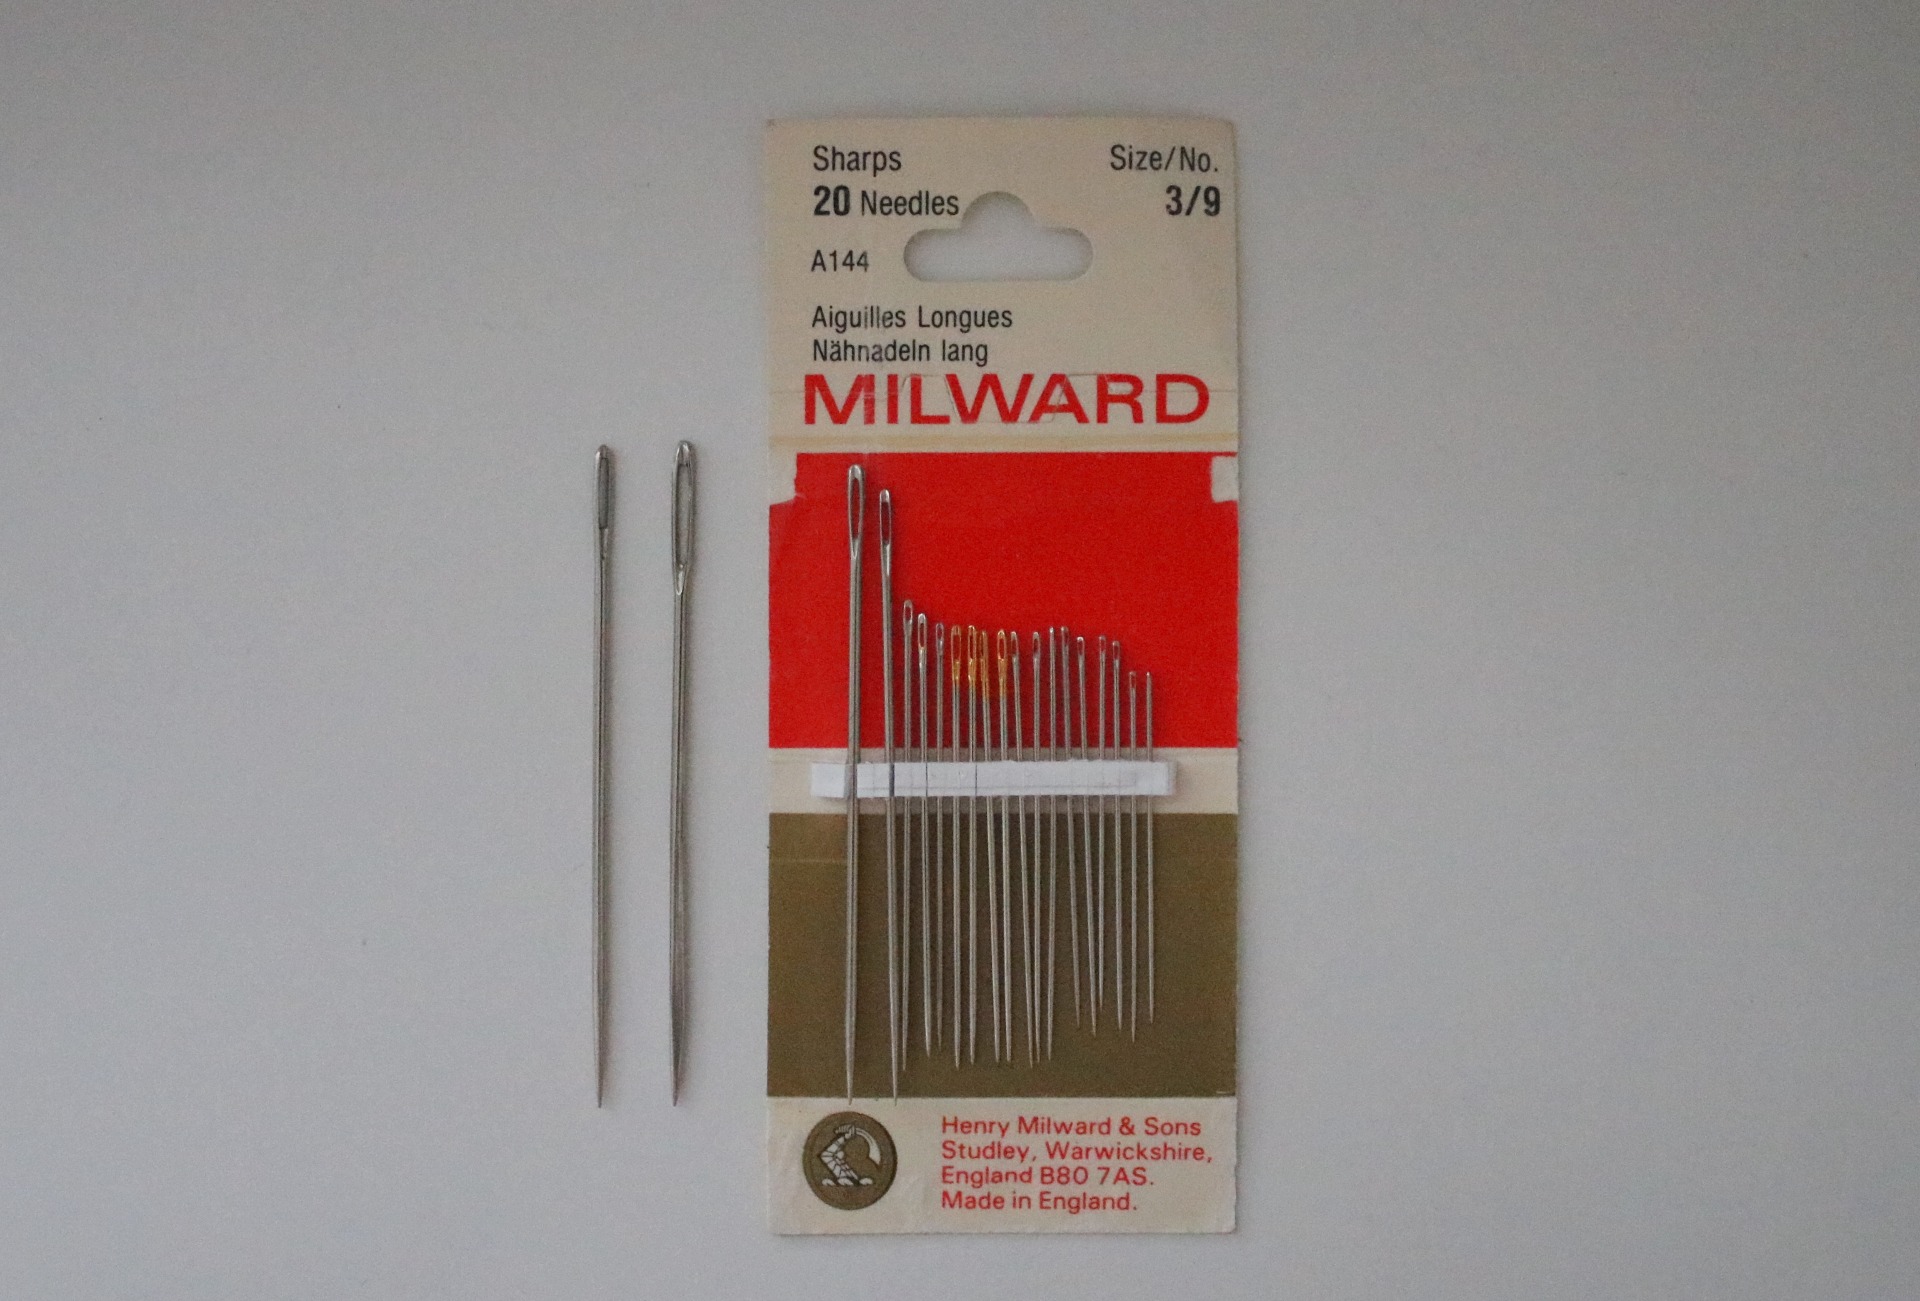 Sharps Size/No.
20 Needles 3/9
A144
Aiguilles Longues
Nähnadeln lang
MILWARD
Henry Milward & Sons
Studley, Warwickshire,
England B80 7AS.
Made in England.